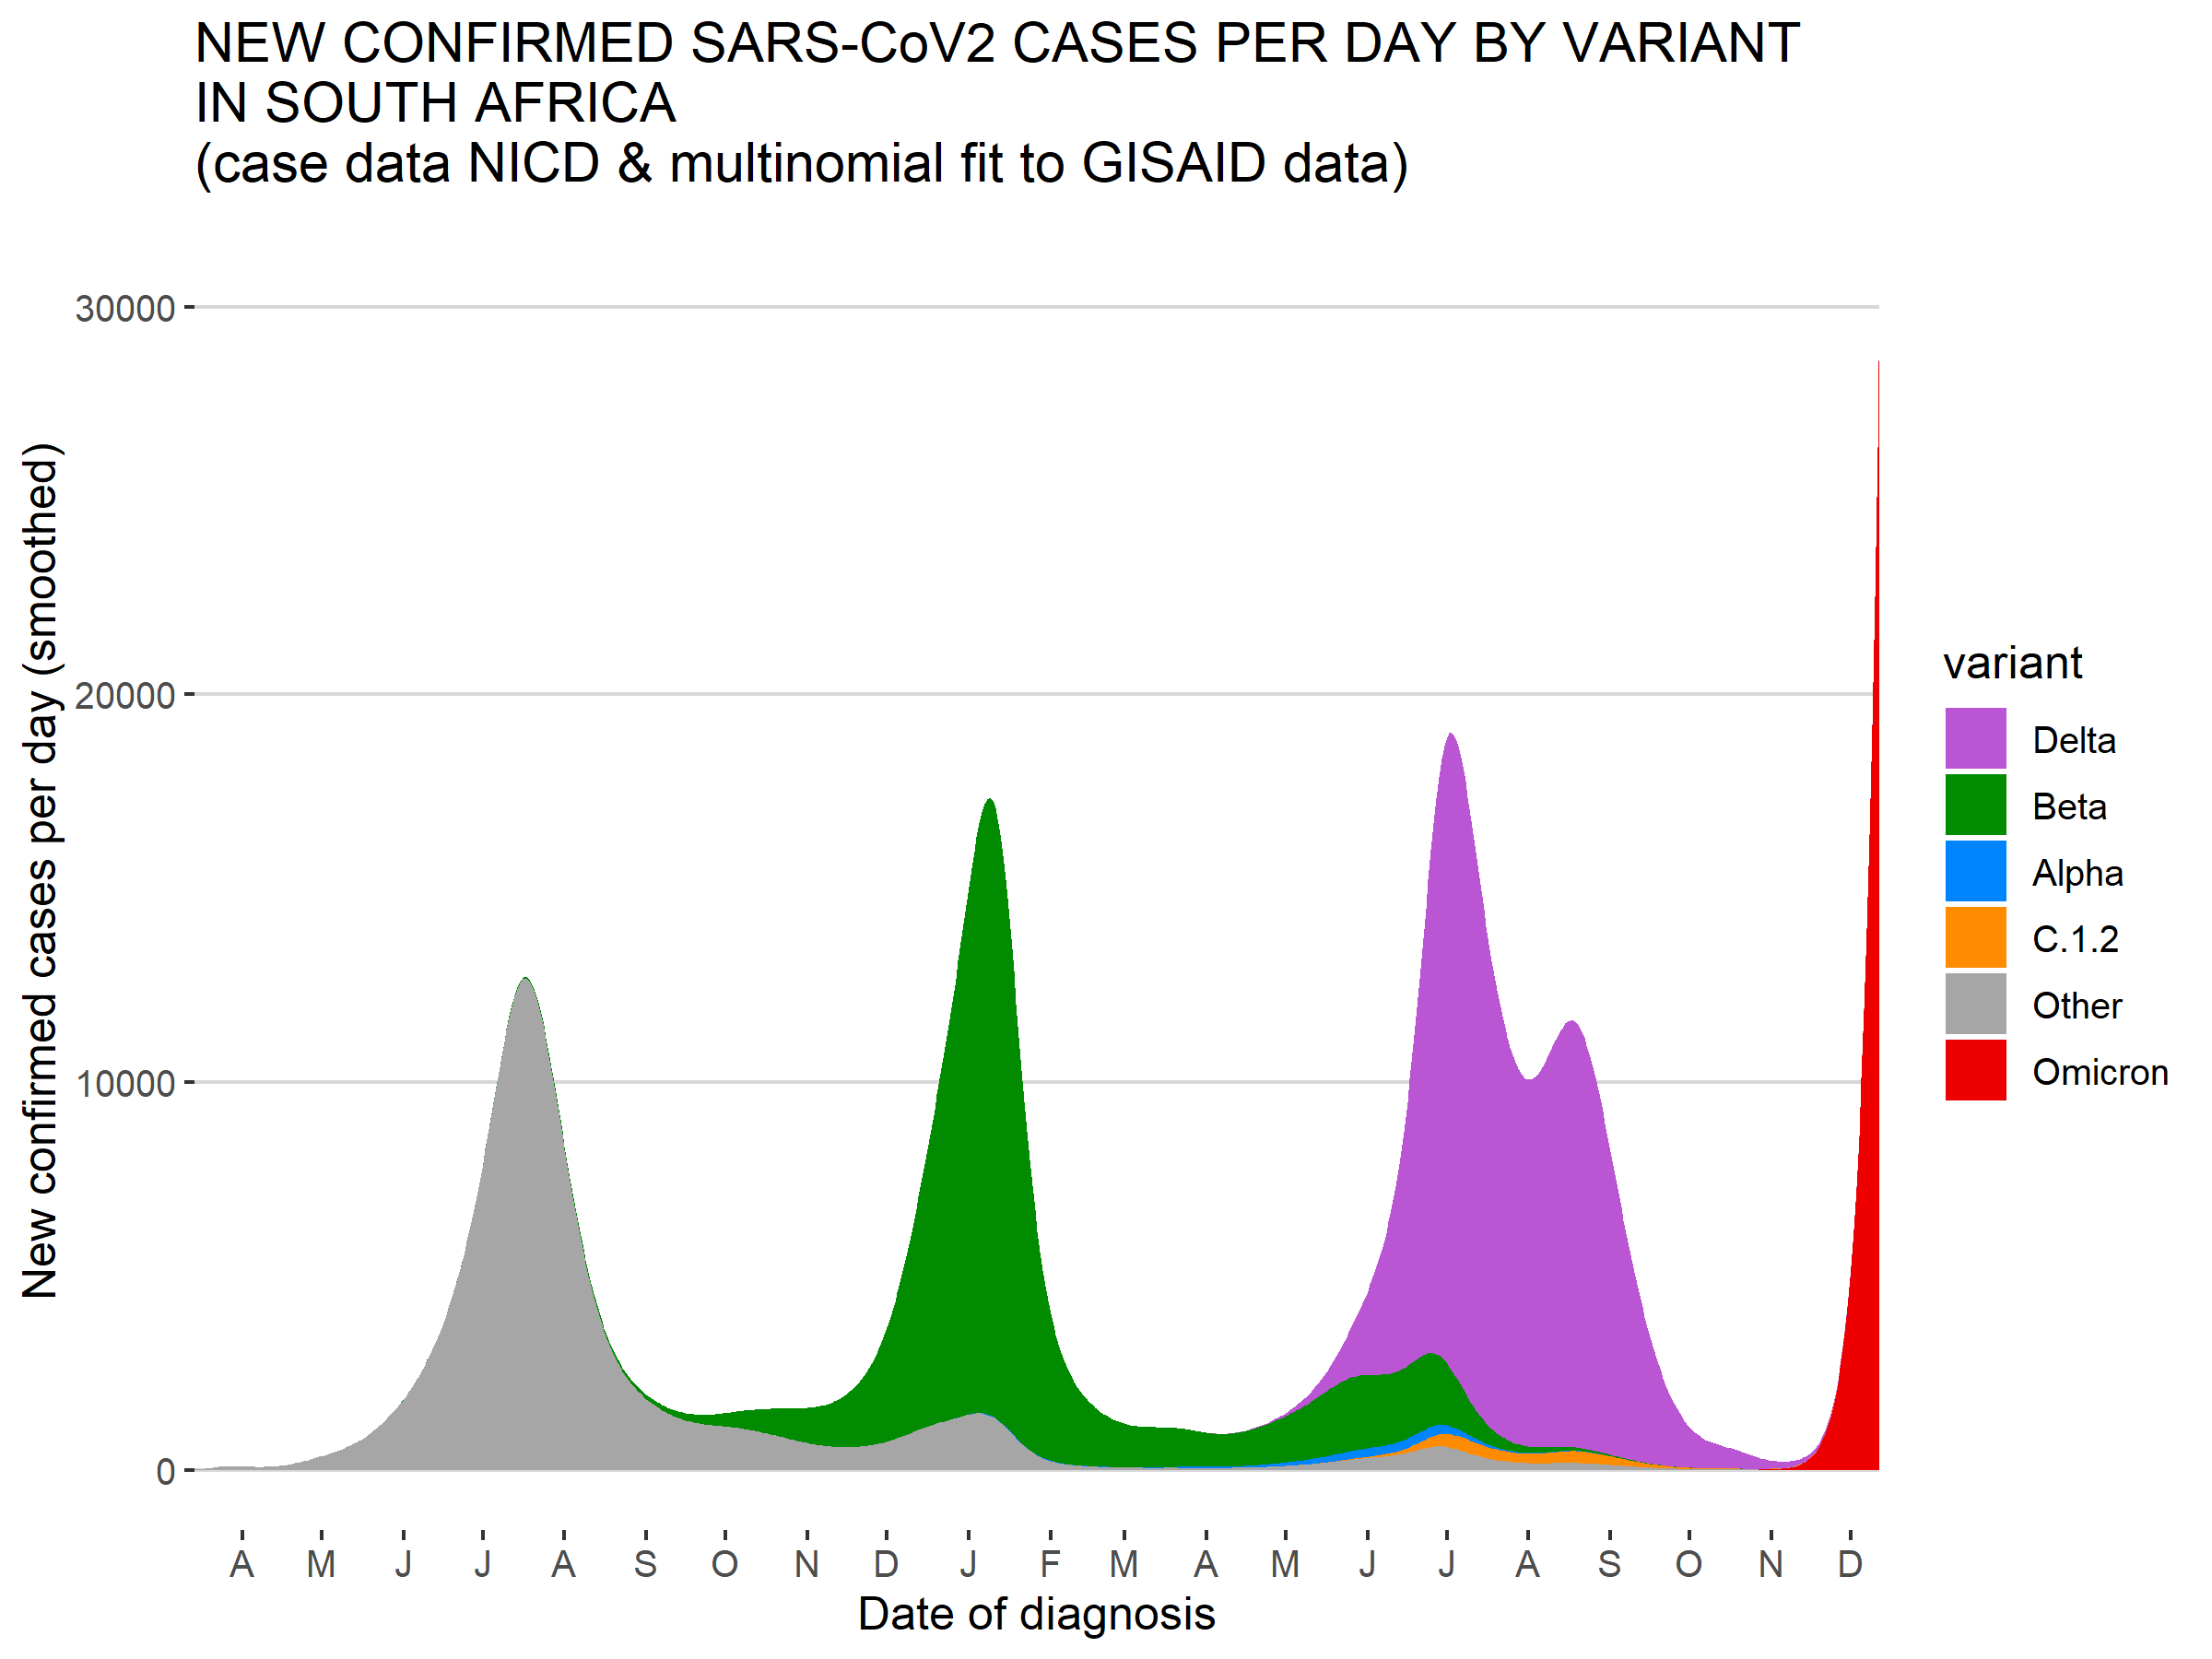 NEW CONFIRMED SARS-CoV2 CASES PER DAY BY VARIANT
IN SOUTH AFRICA
(case data NICD & multinomial fit to GISAID data)
New confirmed cases per day (smoothed)
30000
20000
10000
0
A M J J A S O N D J F M A M J J A S O N D
Date of diagnosis
variant
Delta
Beta
Alpha
C.1.2
Other
Omicron